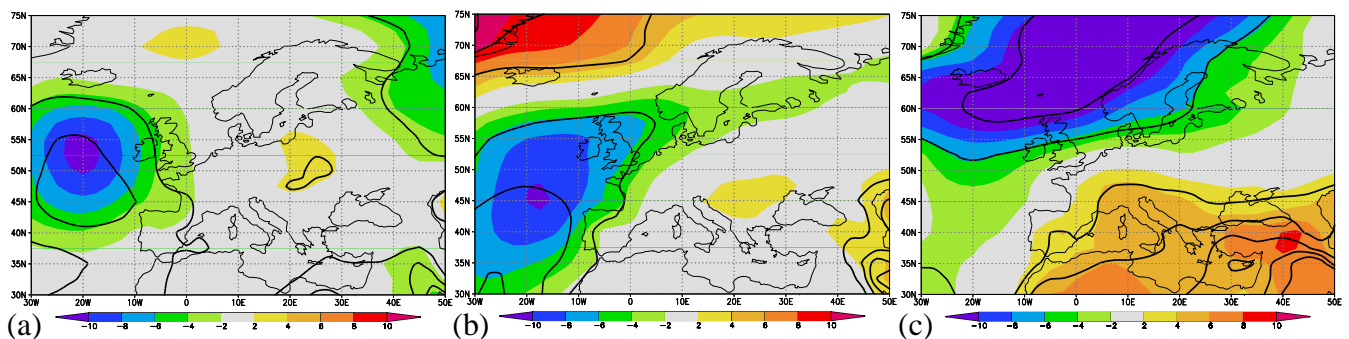 75N 75N 75N
70N 70N 70N
65N 65N 65N
60N 60N 60N
55N 55N 55N
50N 50N 50N
45N 45N 45N
40N 40N 40N
35N 35N 35N
30N 30N 30N
30W 20W 10W 0 10E 20E 30E 40E 50E 30W 20W 10W 0 10E 20E 30E 40E 50E 30W 20W 10W 0 10E 20E 30E 40E 50E
(a) -10 -8 -6 -4 -2 2 4 6 8 10 (b) -10 -8 -6 -4 -2 2 4 6 8 10 (c) -10 -8 -6 -4 -2 2 4 6 8 10